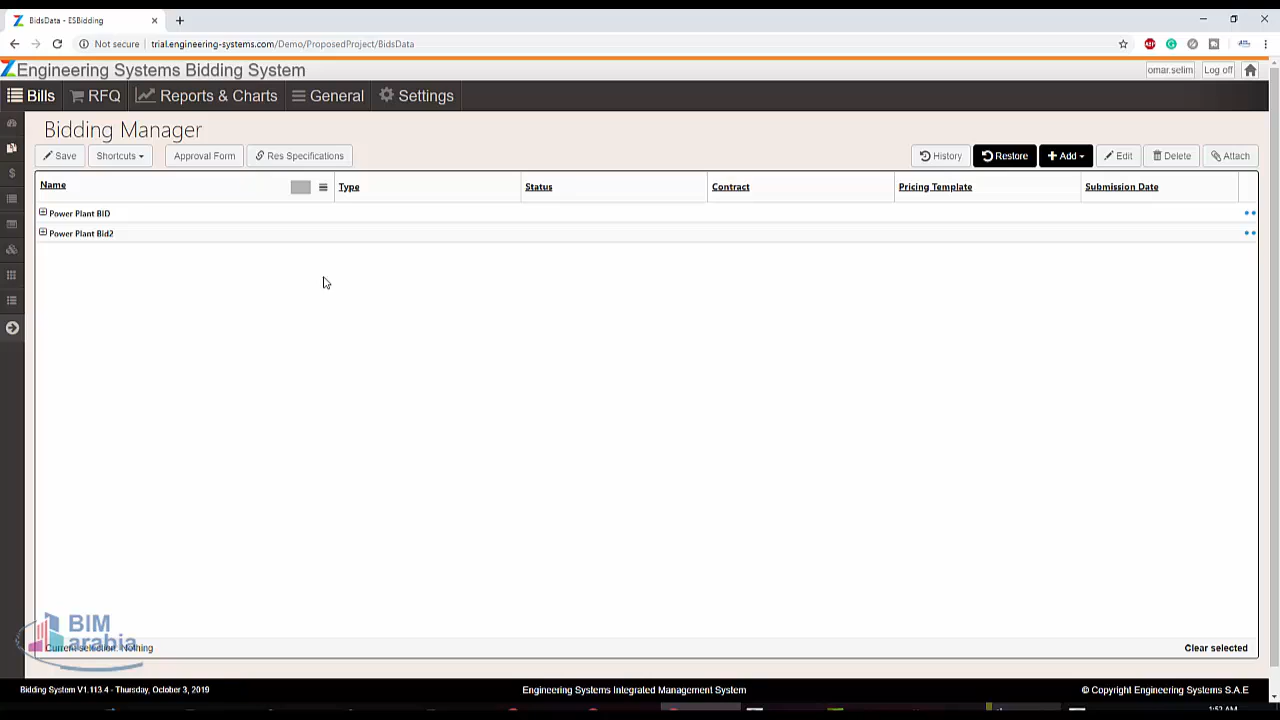 BidsData - ESBidding
Not secure trial.engineering-systems.com/Demo/ProposedProject/BidsData
Engineering Systems Bidding System
omar.selim
Log off
Bills
RFQ
Reports & Charts
General
Settings
Bidding Manager
Save
Shortcuts
Approval Form
Res Specifications
History
Restore
Add
Edit
Delete
Attach
Name
Type
Status
Contract
Pricing Template
Submission Date
Power Plant BID
Power Plant Bid2
BIM
arabia
Current selection: Nothing
Clear selected
Bidding System V1.113.4 - Thursday, October 3, 2019
Engineering Systems Integrated Management System
© Copyright Engineering Systems S.A.E